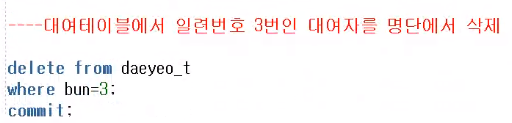 ----대여테이블에서 일련번호 3번인 대여자를 명단에서 삭제
delete from daeyeo_t
where bun=3;
commit;